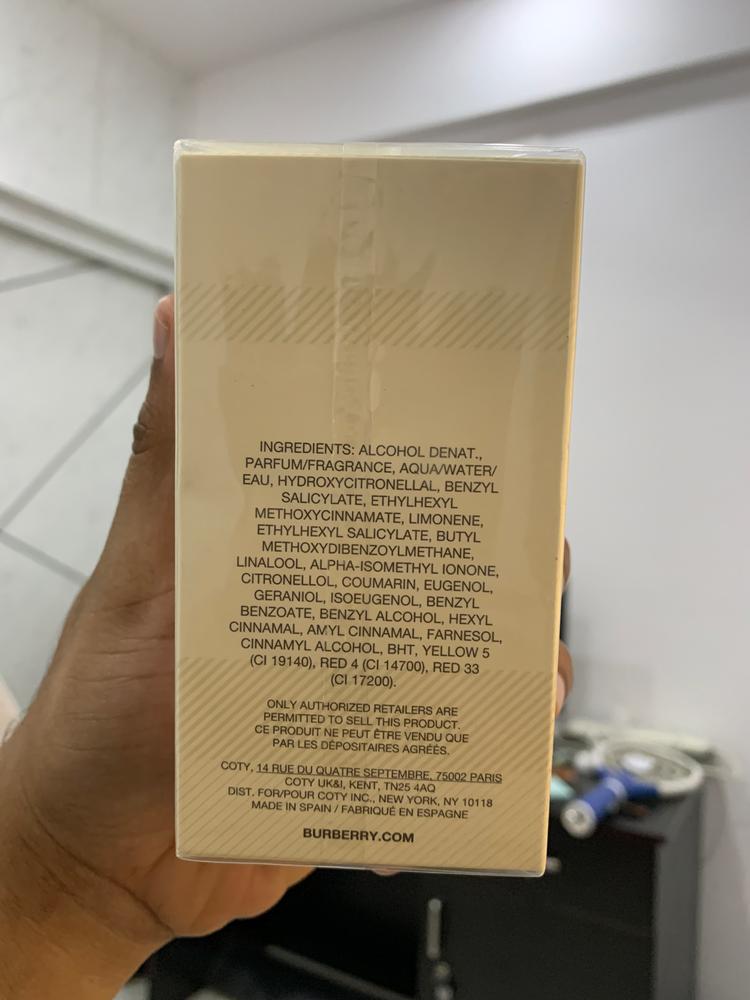 INGREDIENTS: ALCOHOL DENAT.,
PARFUM/FRAGRANCE, AQUA/WATER/
EAU, HYDROXYCITRONELLAL, BENZYL
SALICYLATE, ETHYLHEXYL
METHOXYCINNAMATE, LIMONENE,
ETHYLHEXYL SALICYLATE, BUTYL
METHOXYDIBENZOYLMETHANE,
LINALOOL, ALPHA-ISOMETHYL IONONE,
CITRONELLOL, COUMARIN, EUGENOL,
GERANIOL, ISOEUGENOL, BENZYL
BENZOATE, BENZYL ALCOHOL, HEXYL
CINNAMAL, AMYL CINNAMAL, FARNESOL,
CINNAMYL ALCOHOL, BHT, YELLOW 5
(CI 19140), RED 4 (CI 14700), RED 33
(CI 17200).
ONLY AUTHORIZED RETAILERS ARE
PERMITTED TO SELL THIS PRODUCT.
CE PRODUIT NE PEUT ÊTRE VENDU QUE
PAR LES DÉPOSITAIRES AGRÉÉS.
COTY, 14 RUE DU QUATRE SEPTEMBRE, 75002 PARIS
COTY UK&I, KENT, TN25 4AQ
DIST. FOR/POUR COTY INC., NEW YORK, NY 10118
MADE IN SPAIN / FABRIQUÉ EN ESPAGNE
BURBERRY.COM